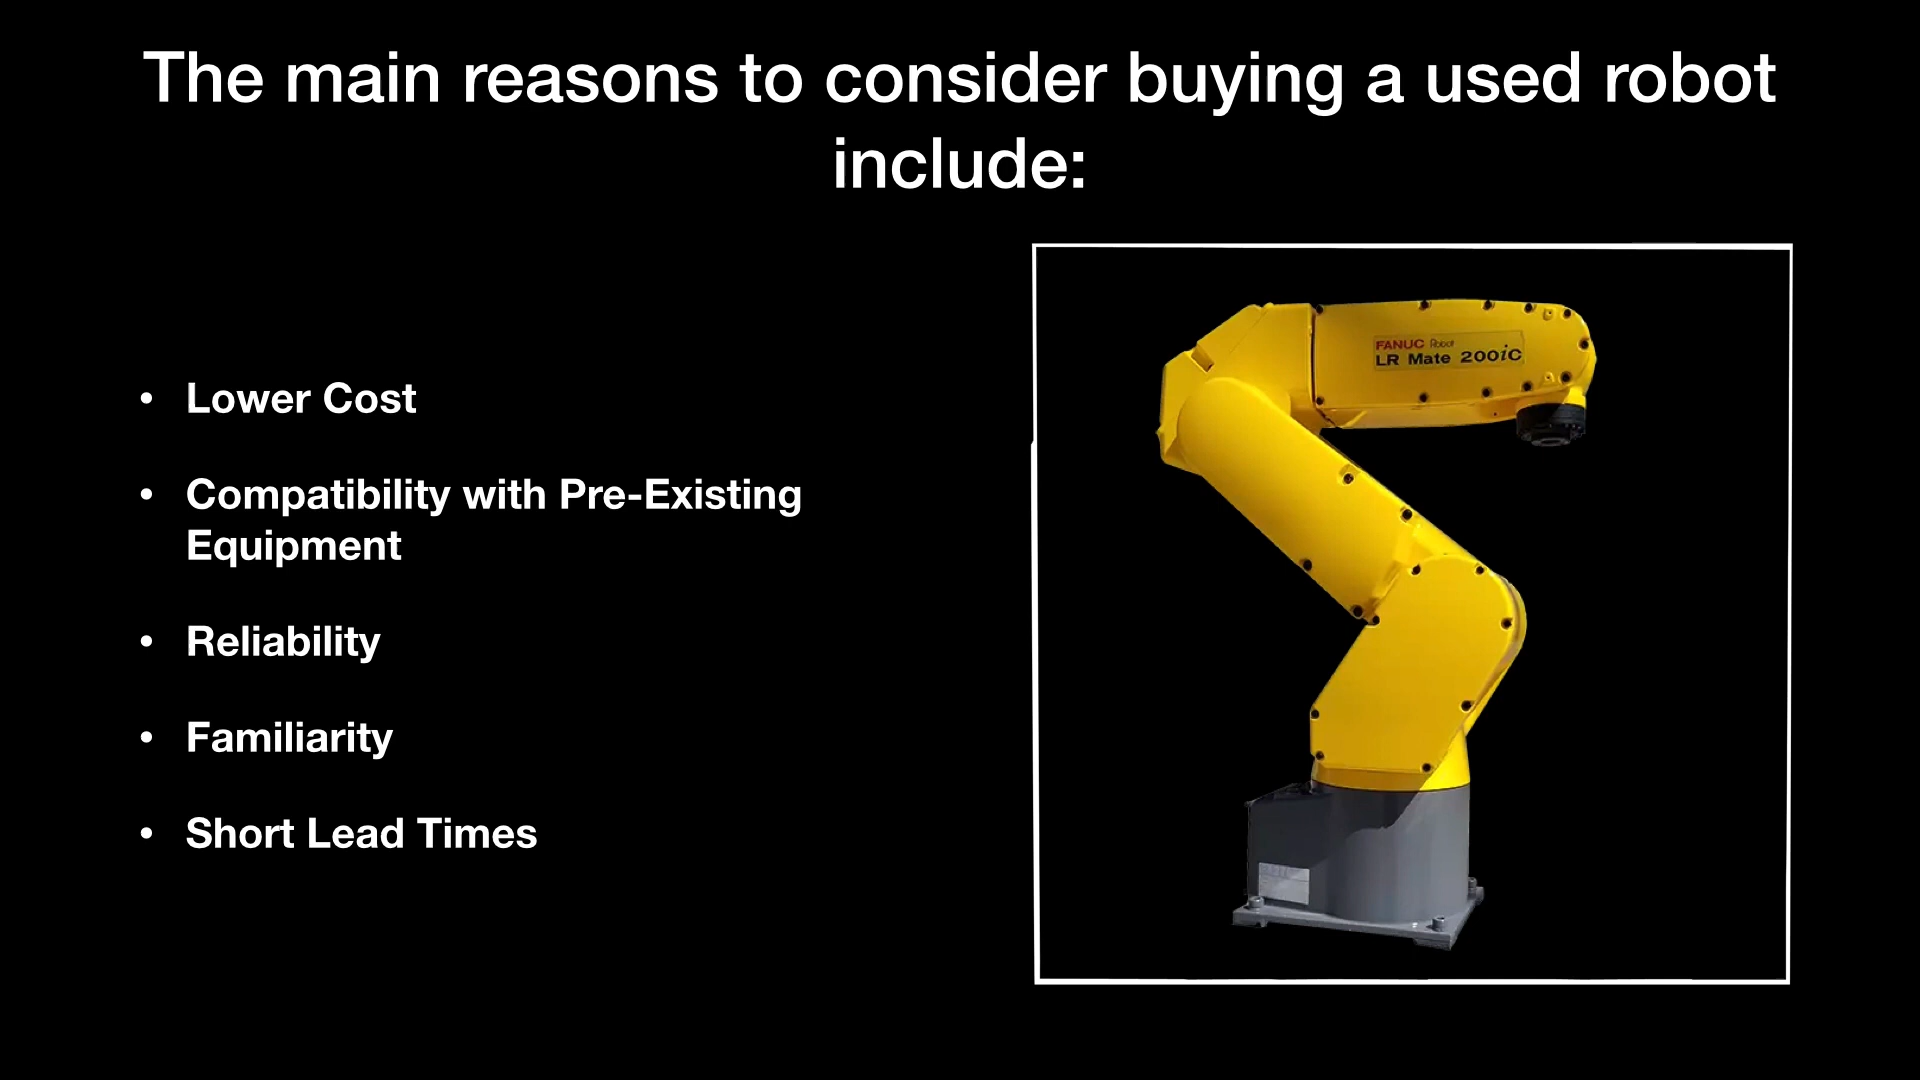 The main reasons to consider buying a used robot
include:
• Lower Cost
• Compatibility with Pre-Existing
Equipment
• Reliability
• Familiarity
• Short Lead Times
FANUC Robot
LR Mate 200iC